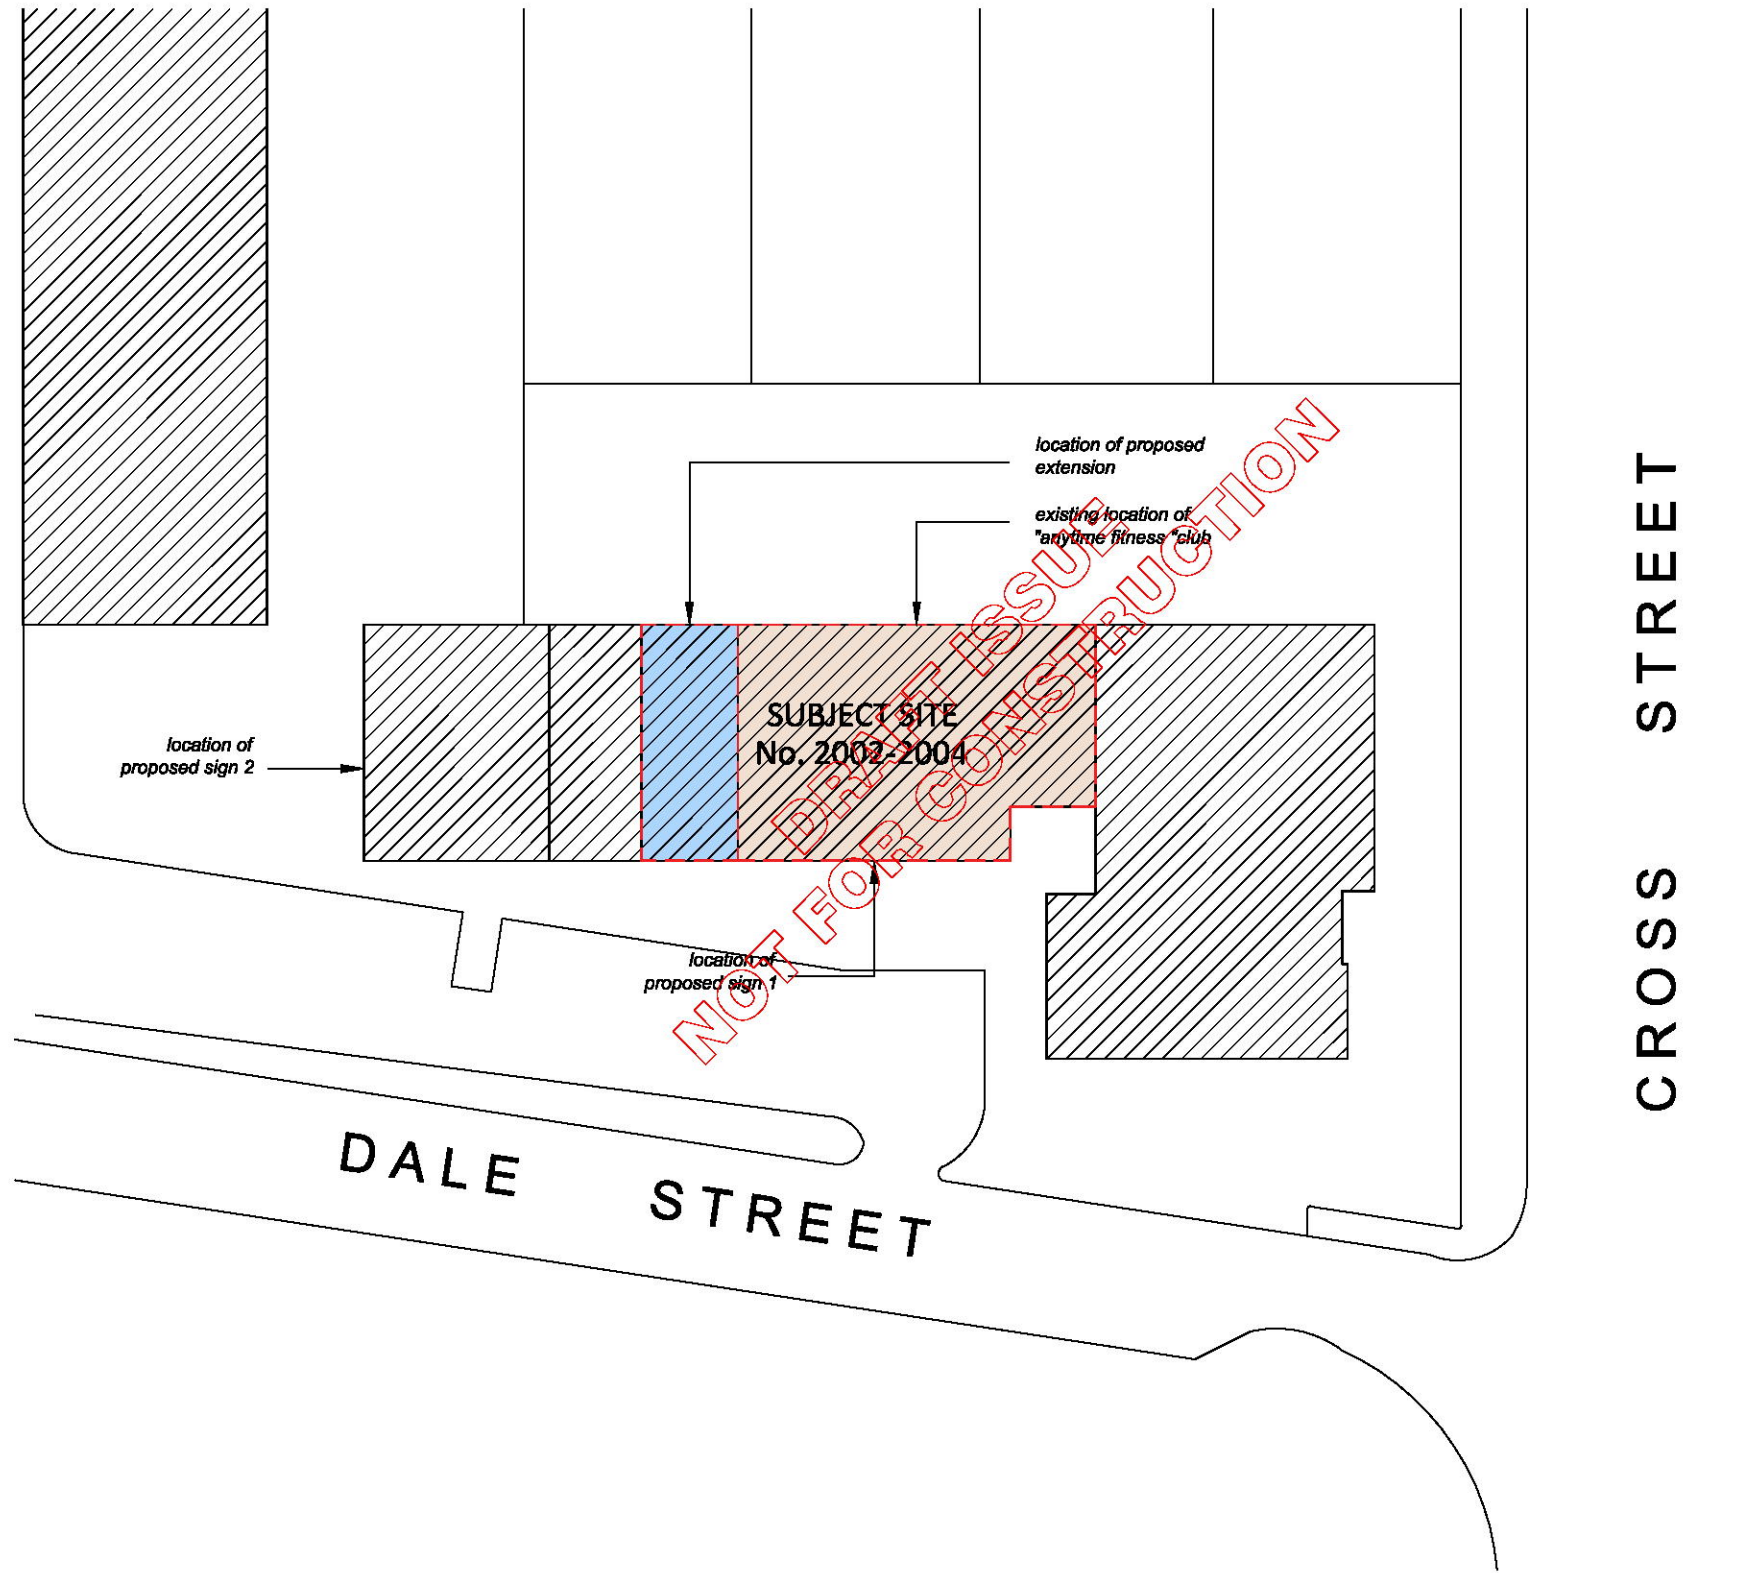 location of proposed
extension
existing location of
"anytime fitness "club
SUBJECT SITE
No. 2002-2004
location of
proposed sign 2
location of
proposed sign 1
DRAFT ISSUE
NOT FOR CONSTRUCTION
DALE STREET
CROSS STREET